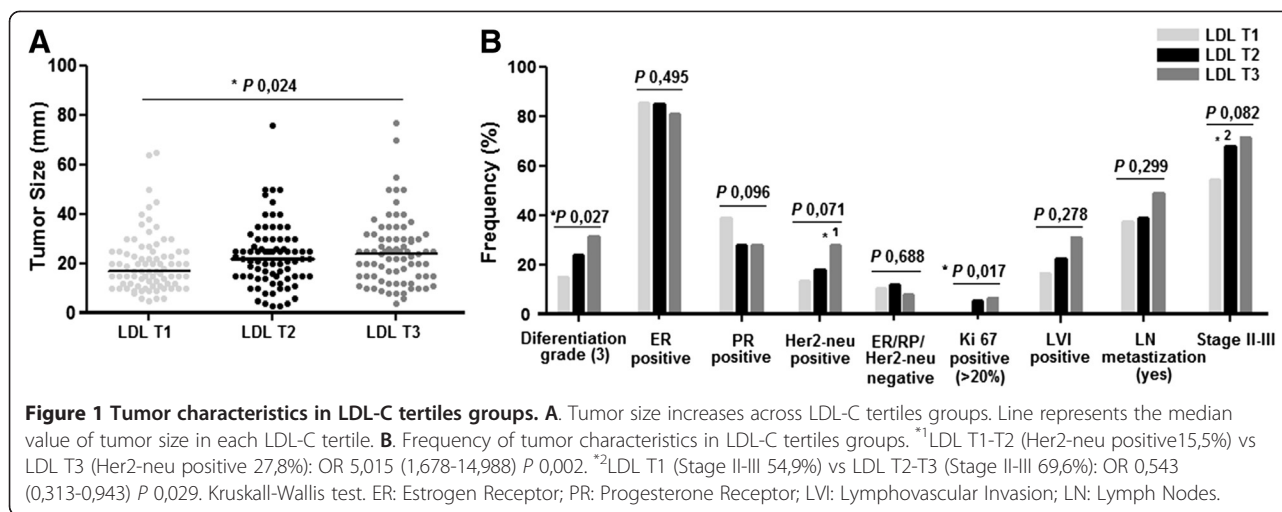 A
Tumor Size (mm)
100
80
60
40
20
0
* P 0,024
LDL T1
LDL T2
LDL T3
B
LDL T1
LDL T2
LDL T3
Frequency (%)
100
80
60
40
20
0
*P 0,027
P 0,495
P 0,096
P 0,071
* 1
P 0,688
* P 0,017
P 0,278
P 0,299
P 0,082
* 2
Diferentiation
grade (3)
ER
positive
PR
positive
Her2-neu
positive
ER/RP/
Her2-neu
negative
Ki 67
positive
(>20%)
LVI
positive
LN
metastization
(yes)
Stage II-III
Figure 1 Tumor characteristics in LDL-C tertiles groups. A. Tumor size increases across LDL-C tertiles groups. Line represents the median
value of tumor size in each LDL-C tertile. B. Frequency of tumor characteristics in LDL-C tertiles groups. *1LDL T1-T2 (Her2-neu positive15,5%) vs
LDL T3 (Her2-neu positive 27,8%): OR 5,015 (1,678-14,988) P 0,002. *2LDL T1 (Stage II-III 54,9%) vs LDL T2-T3 (Stage II-III 69,6%): OR 0,543
(0,313-0,943) P 0,029. Kruskall-Wallis test. ER: Estrogen Receptor; PR: Progesterone Receptor; LVI: Lymphovascular Invasion; LN: Lymph Nodes.